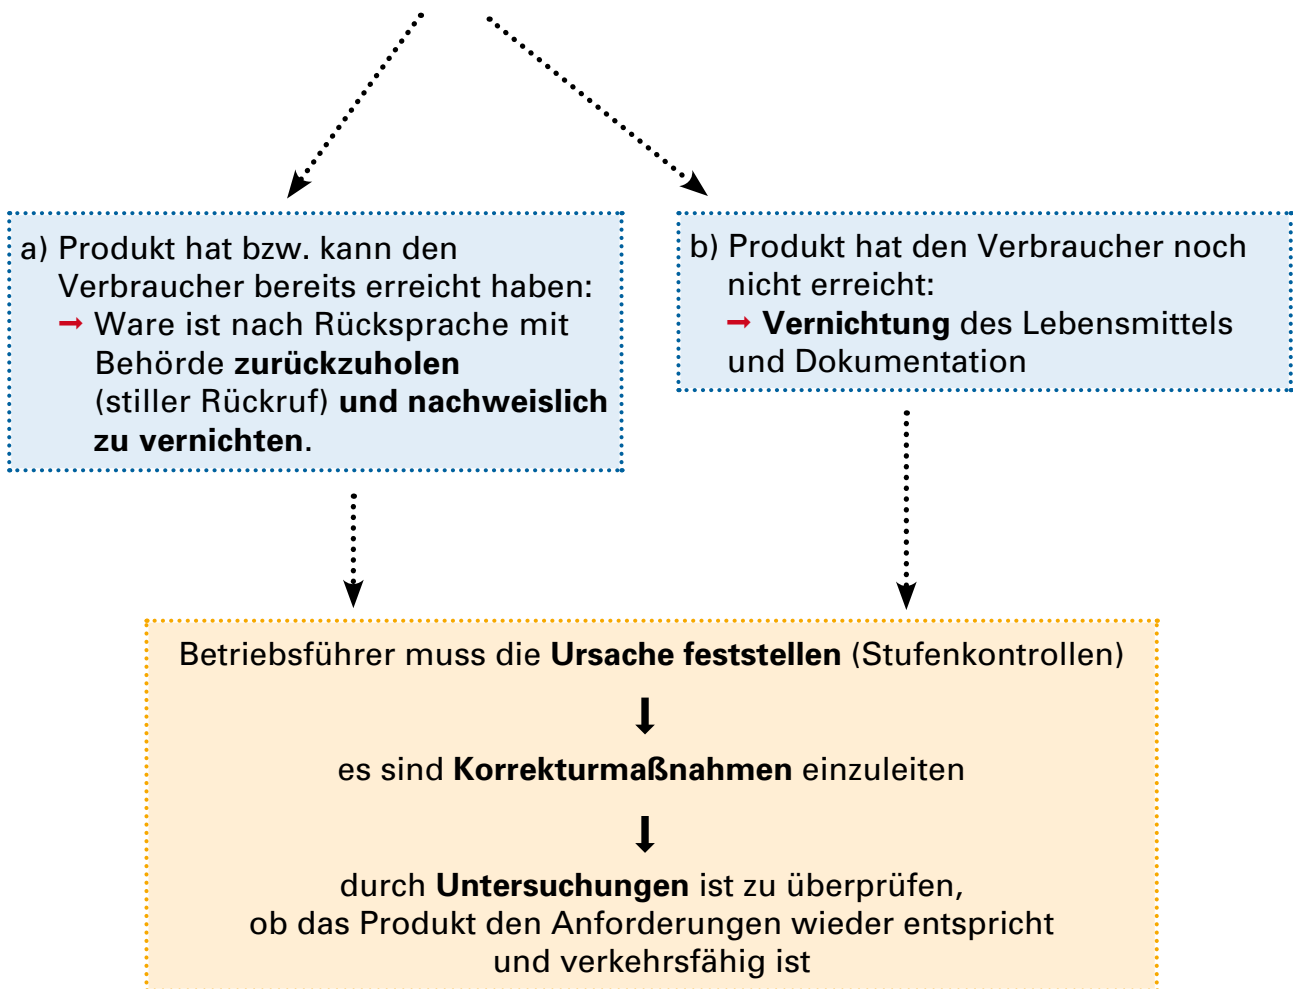 a) Produkt hat bzw. kann den
Verbraucher bereits erreicht haben:
➞ Ware ist nach Rücksprache mit
Behörde zurückzuholen
(stiller Rückruf) und nachweislich
zu vernichten.
b) Produkt hat den Verbraucher noch
nicht erreicht:
➞ Vernichtung des Lebensmittels
und Dokumentation
Betriebsführer muss die Ursache feststellen (Stufenkontrollen)
es sind Korrekturmaßnahmen einzuleiten
durch Untersuchungen ist zu überprüfen,
ob das Produkt den Anforderungen wieder entspricht
und verkehrsfähig ist